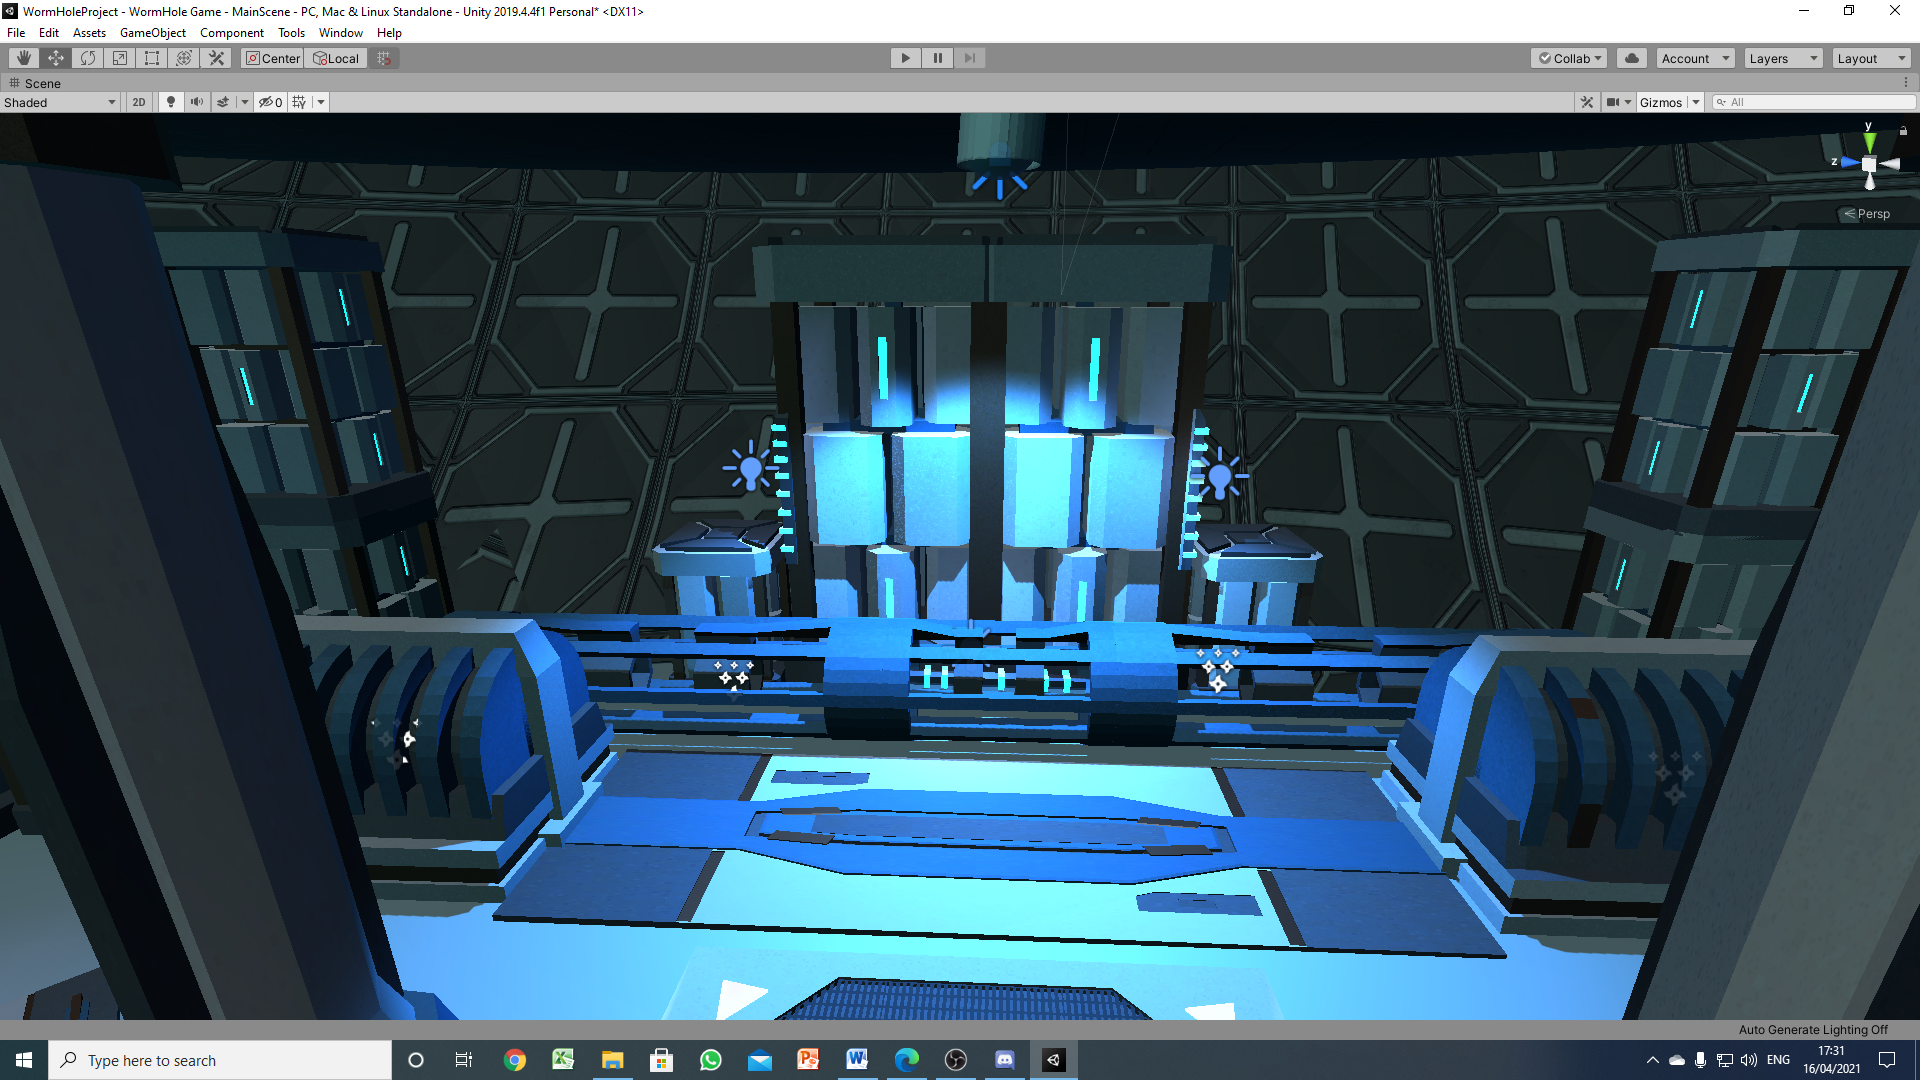 WormHoleProject - WormHole Game - MainScene - PC, Mac & Linux Standalone - Unity 2019.4.4f1 Personal* <DX11>
File Edit Assets GameObject Component Tools Window Help
Center Local Collab Account Layers Layout
Scene
Shaded 2D 0 Gizmos All
y
z
Persp
Auto Generate Lighting Off
Type here to search
ENG
17:31
16/04/2021